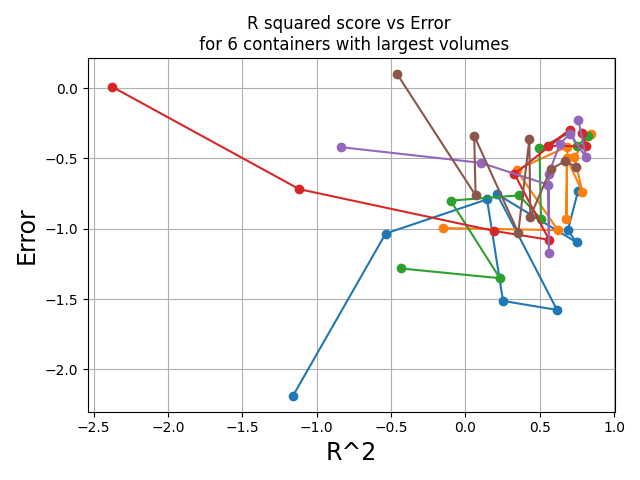 R squared score vs Error
for 6 containers with largest volumes
0.0
−0.5
−1.0
−1.5
−2.0
Error
−2.5 −2.0 −1.5 −1.0 −0.5 0.0 0.5 1.0
R^2